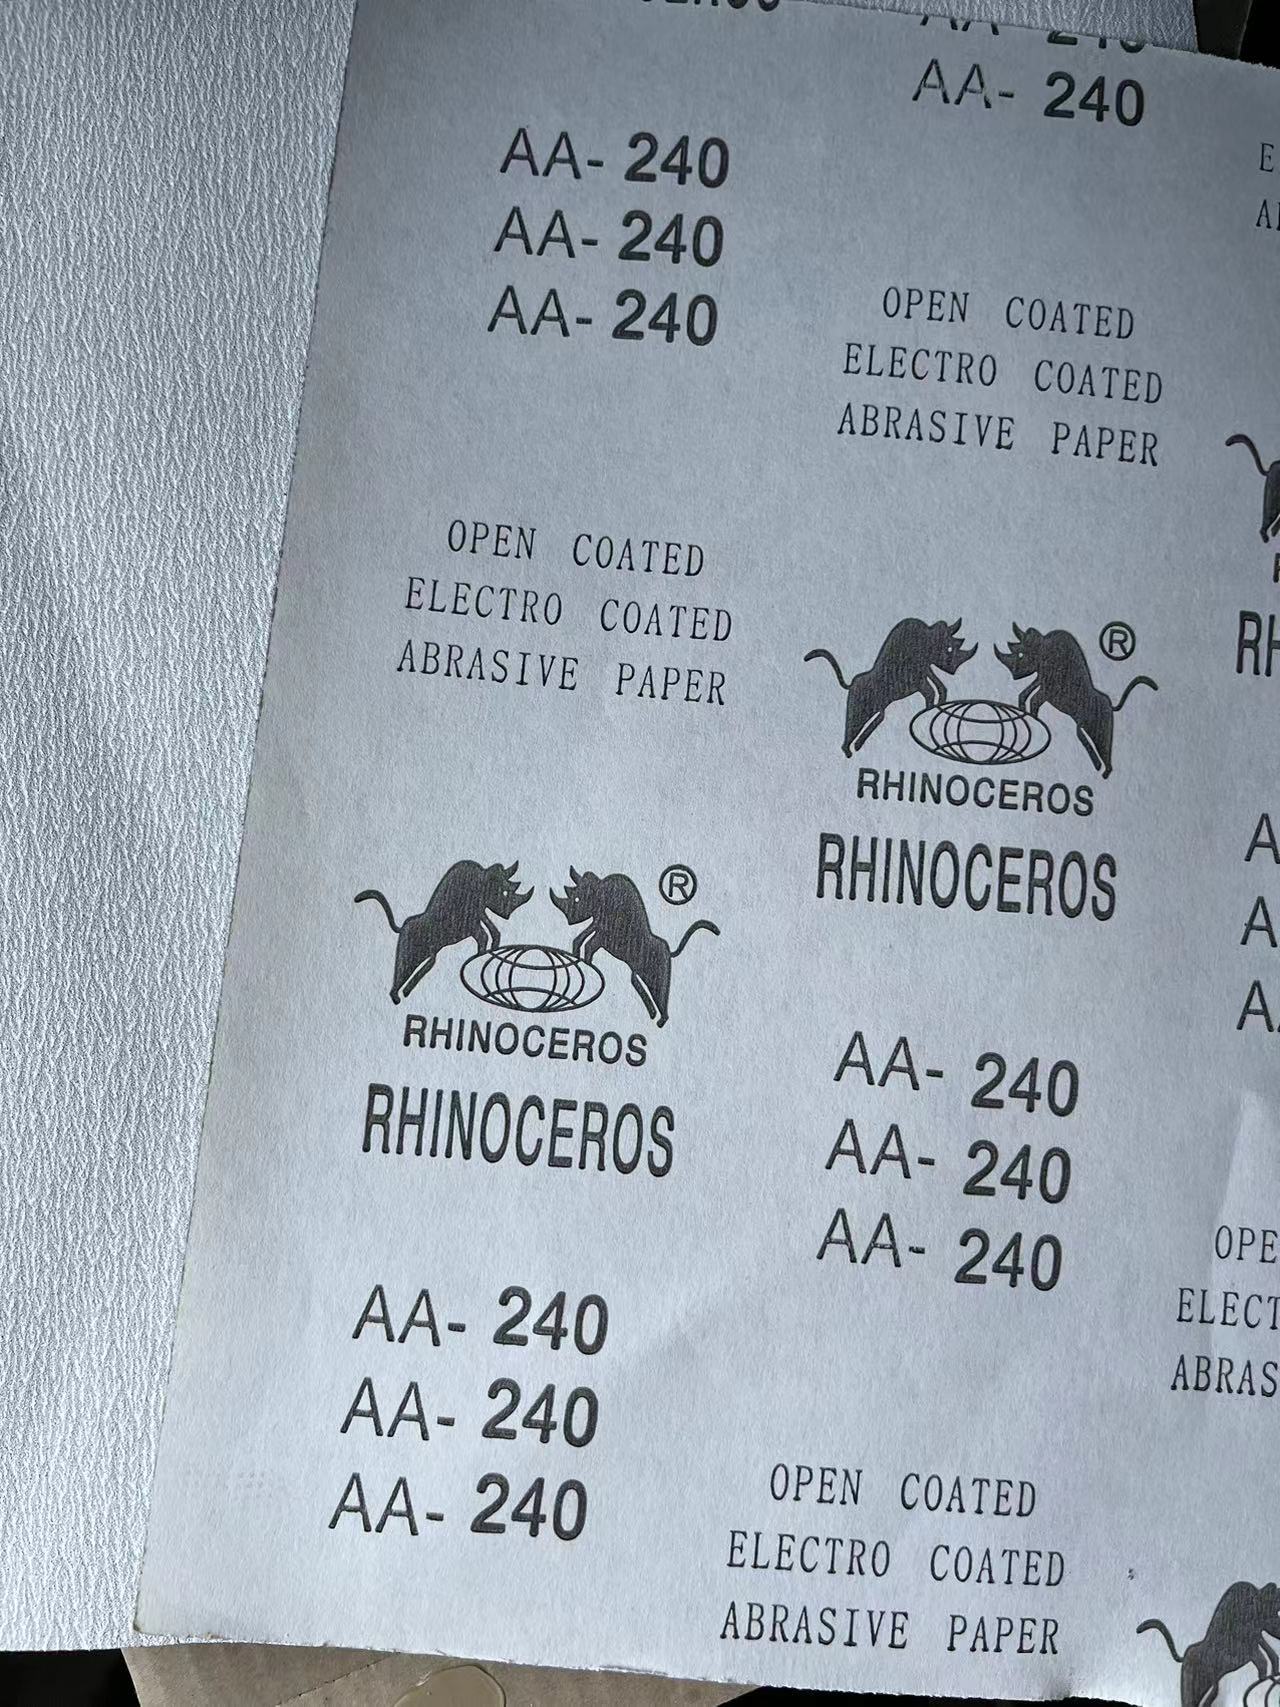 AA- 240
AA- 240
AA- 240
AA- 240
AA- 240
OPEN COATED
ELECTRO COATED
ABRASIVE PAPER
OPEN COATED
ELECTRO COATED
ABRASIVE PAPER
®
RHINOCEROS
RHINOCEROS
®
RHINOCEROS
RHINOCEROS
AA- 240
AA- 240
AA- 240
AA- 240
AA- 240
AA- 240
OPEN COATED
ELECTRO COATED
ABRASIVE PAPER